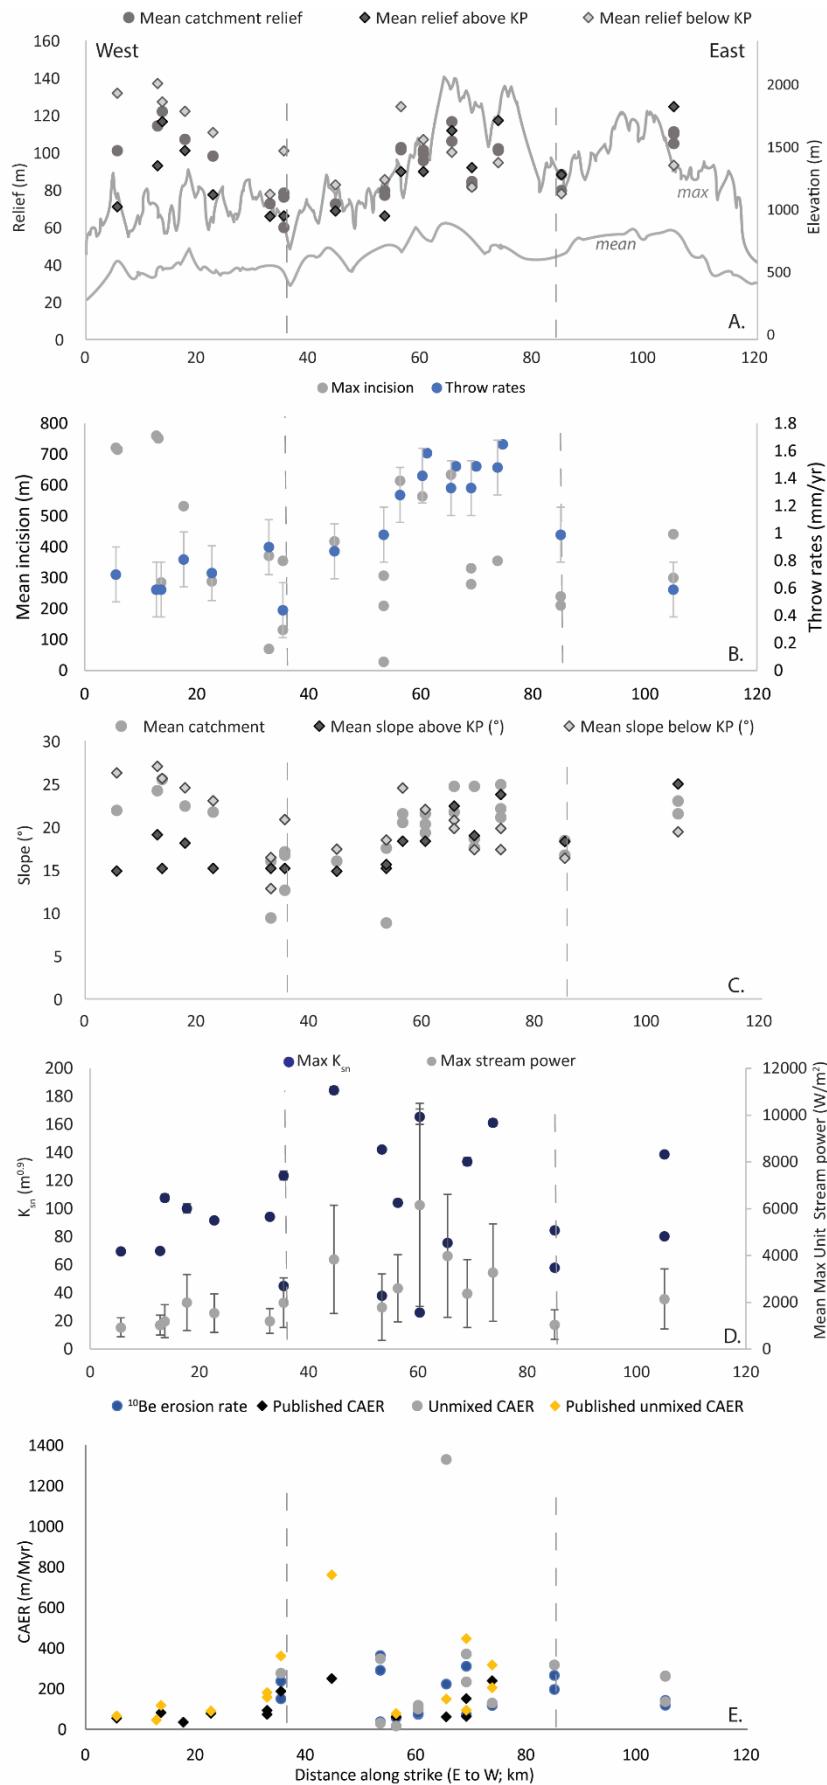 Mean catchment relief Mean relief above KP Mean relief below KP
West East
160
140
120
100
80
60
40
20
0
Relief (m)
2000
1500
1000
500
0
Elevation (m)
max
mean
A.
0 20 40 60 80 100 120
Max incision Throw rates
800
700
600
500
400
300
200
100
0
Mean incision (m)
1.8
1.6
1.4
1.2
1
0.8
0.6
0.4
0.2
0
Throw rates (mm/yr)
B.
0 20 40 60 80 100 120
Mean catchment Mean slope above KP (°) Mean slope below KP (°)
30
25
20
15
10
5
0
Slope (°)
C.
0 20 40 60 80 100 120
Max Ksn Max stream power
200
180
160
140
120
100
80
60
40
20
0
Ksn (m0.9)
12000
10000
8000
6000
4000
2000
0
Mean Max Unit Stream power (W/m²)
D.
0 20 40 60 80 100 120
10Be erosion rate Published CAER Unmixed CAER Published unmixed CAER
1400
1200
1000
800
600
400
200
0
CAER (m/Myr)
E.
0 20 40 60 80 100 120
Distance along strike (E to W; km)